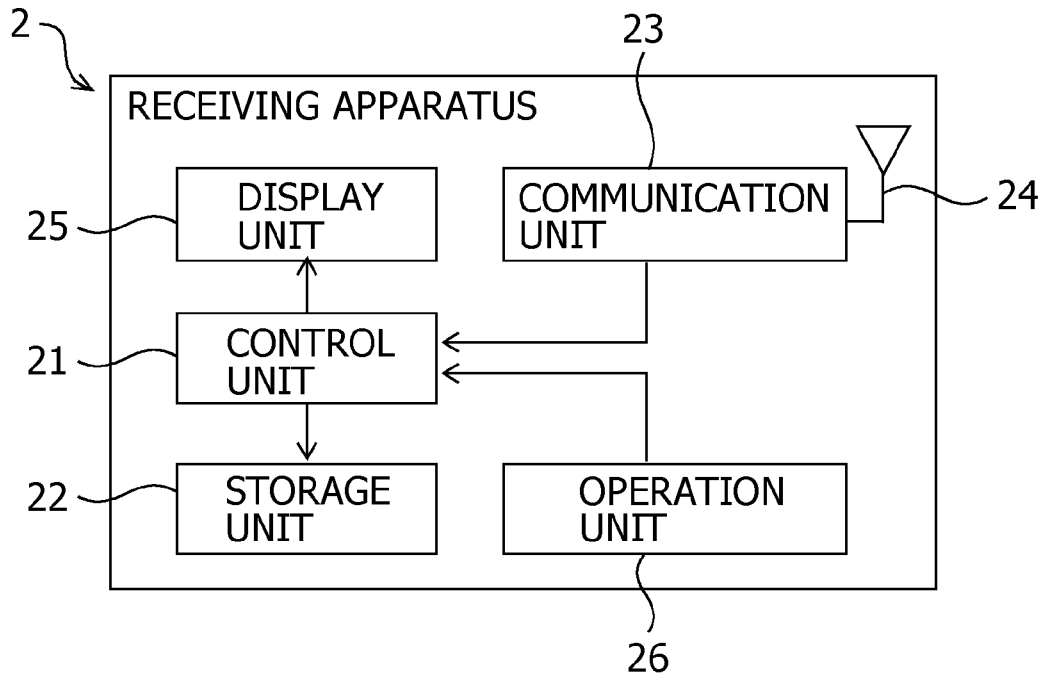 2
23
RECEIVING APPARATUS
DISPLAY
UNIT
COMMUNICATION
UNIT
25
24
CONTROL
UNIT
21
STORAGE
UNIT
OPERATION
UNIT
22
26